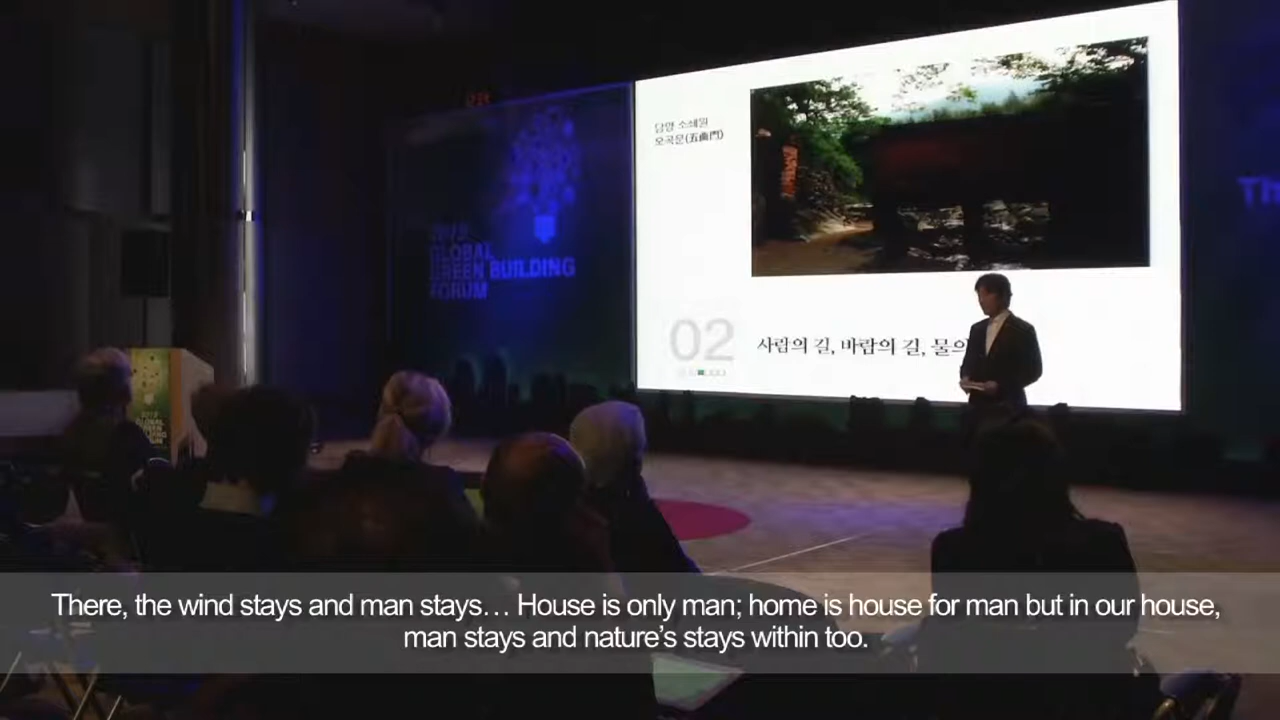 담양 소쇄원
오곡문(五曲門)
GLOBAL
GREEN BUILDING
FORUM
02
사람의 길, 바람의 길, 물의
There, the wind stays and man stays… House is only man; home is house for man but in our house,
man stays and nature’s stays within too.